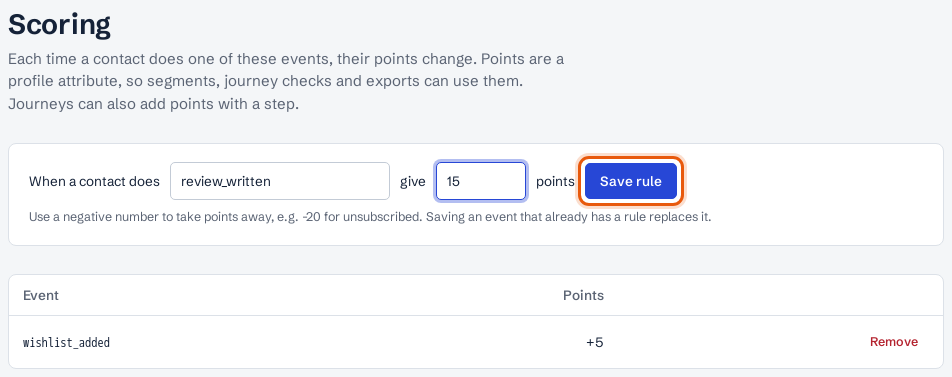 Scoring
Each time a contact does one of these events, their points change. Points are a
profile attribute, so segments, journey checks and exports can use them.
Journeys can also add points with a step.
When a contact does review_written give 15 points Save rule
Use a negative number to take points away, e.g. -20 for unsubscribed. Saving an event that already has a rule replaces it.
Event Points
wishlist_added +5 Remove